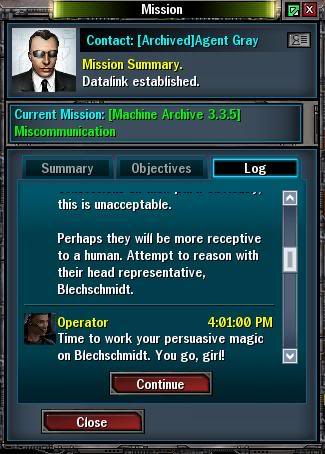 Mission
Contact: [Archived]Agent Gray
Mission Summary.
Datalink established.
Current Mission: [Machine Archive 3.3.5]
Miscommunication
Summary
Objectives
Log
this is unacceptable.
Perhaps they will be more receptive
to a human. Attempt to reason with
their head representative,
Blechschmidt.
Operator
4:01:00 PM
Time to work your persuasive magic
on Blechschmidt. You go, girl!
Continue
Close